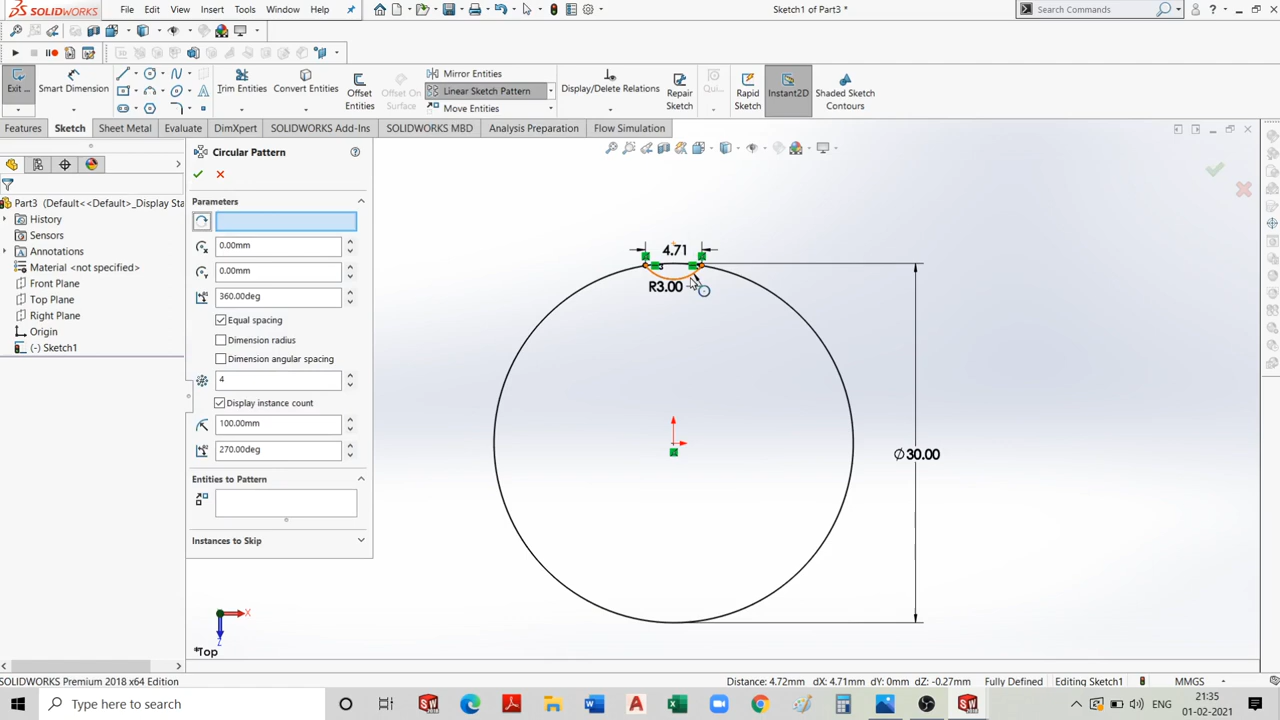 SOLIDWORKS File Edit View Insert Tools Window Help Sketch1 of Part3 * Search Commands
Exit ... Smart Dimension Trim Entities Convert Entities Offset Entities Offset On Surface Mirror Entities Linear Sketch Pattern Move Entities Display/Delete Relations Repair Sketch Qui... Rapid Sketch Instant2D Shaded Sketch Contours
Features Sketch Sheet Metal Evaluate DimXpert SOLIDWORKS Add-Ins SOLIDWORKS MBD Analysis Preparation Flow Simulation
Part3 (Default<<Default>_Display Sta
History
Sensors
Annotations
Material <not specified>
Front Plane
Top Plane
Right Plane
Origin
(-) Sketch1
Circular Pattern
Parameters
0.00mm
0.00mm
360.00deg
Equal spacing
Dimension radius
Dimension angular spacing
4
Display instance count
100.00mm
270.00deg
Entities to Pattern
Instances to Skip
4.71
R3.00
∅30.00
X
Z
*Top
SOLIDWORKS Premium 2018 x64 Edition Distance: 4.72mm dX: 4.71mm dY: 0mm dZ: -0.27mm Fully Defined Editing Sketch1 MMGS
Type here to search ENG 21:35
01-02-2021